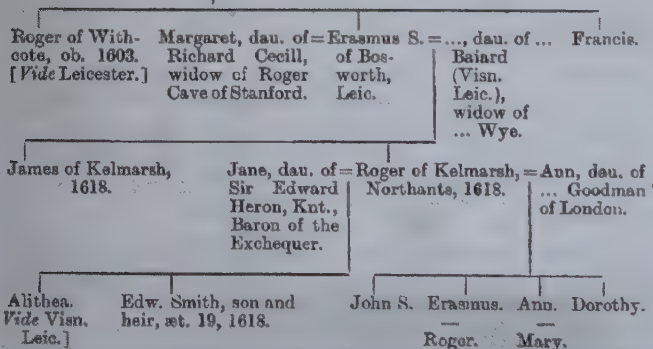 Roger of With-
cote, ob. 1603.
[Vide Leicester.]
Margaret, dau. of = Erasmus S. = ..., dau. of ...
Richard Cecill,
widow of Roger
Cave of Stanford.
of Bos-
worth,
Leic.
Baiard
(Visn.
Leic.),
widow of
... Wye.
Francis.
James of Kelmarsh,
1618.
Jane, dau. of = Roger of Kelmarsh, = Ann, dau. of
Sir Edward
Heron, Knt.,
Baron of the
Exchequer.
Northants, 1618.
... Goodman
of London.
Alithea.
Vide Visn.
Leic.]
Edw. Smith, son and
heir, æt. 19, 1618.
John S. Erasmus. Ann. Dorothy.
Roger. Mary.